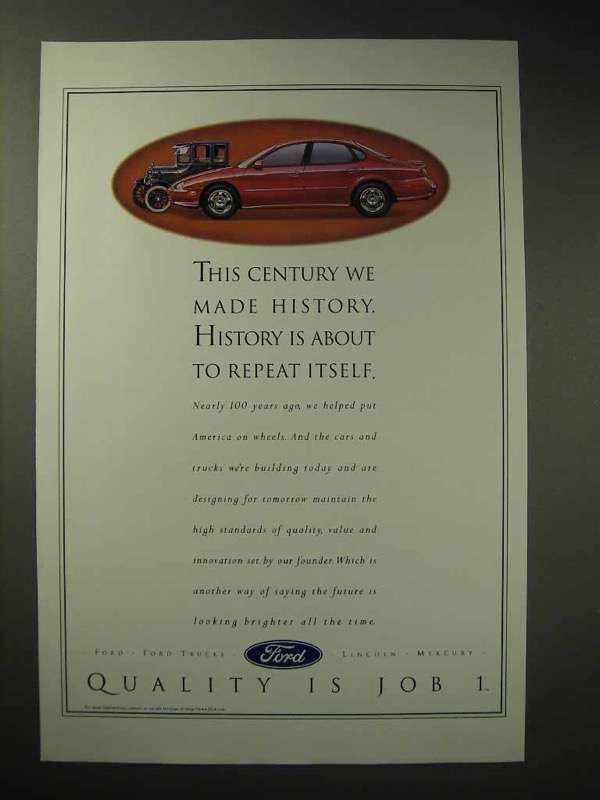 THIS CENTURY WE
MADE HISTORY.
HISTORY IS ABOUT
TO REPEAT ITSELF.
Nearly 100 years ago, we helped put
America on wheels. And the cars and
trucks we're building today and are
designing for tomorrow maintain the
high standards of quality, value and
innovation set by our founder. Which is
another way of saying the future is
looking brighter all the time.
· FORD · FORD TRUCKS · Ford · LINCOLN · MERCURY ·
QUALITY IS JOB 1.